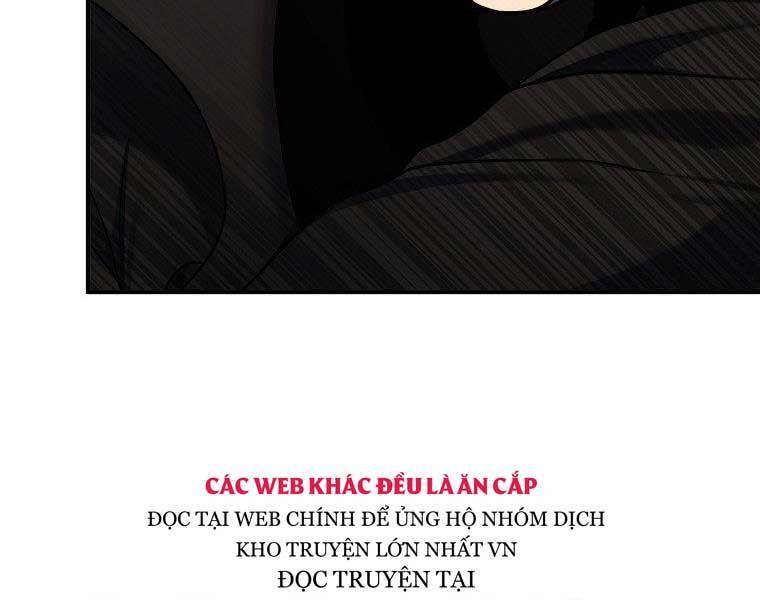 CÁC WEB KHÁC ĐỀU LÀ ĂN CẮP
ĐỌC TẠI WEB CHÍNH ĐỂ ỦNG HỘ NHÓM DỊCH
KHO TRUYỆN LỚN NHẤT VN
ĐỌC TRUYỆN TẠI